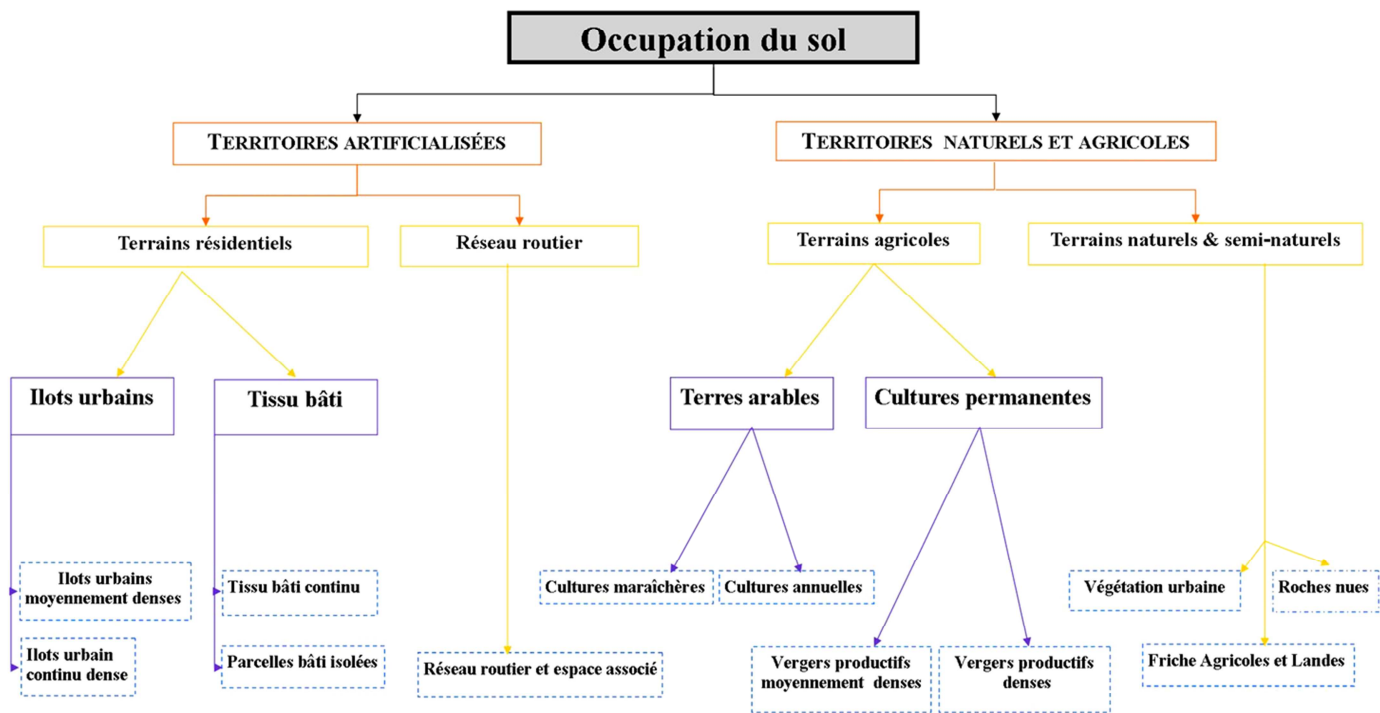 Occupation du sol
TERRITOIRES ARTIFICIALISÉES
TERRITOIRES NATURELS ET AGRICOLES
Terrains résidentiels
Réseau routier
Terrains agricoles
Terrains naturels & semi-naturels
Ilots urbains
Tissu bâti
Terres arables
Cultures permanentes
Ilots urbains
moyennement denses
Tissu bâti continu
Cultures maraîchères
Cultures annuelles
Végétation urbaine
Roches nues
Ilots urbain
continu dense
Parcelles bâti isolées
Réseau routier et espace associé
Vergers productifs
moyennement denses
Vergers productifs
denses
Friche Agricoles et Landes